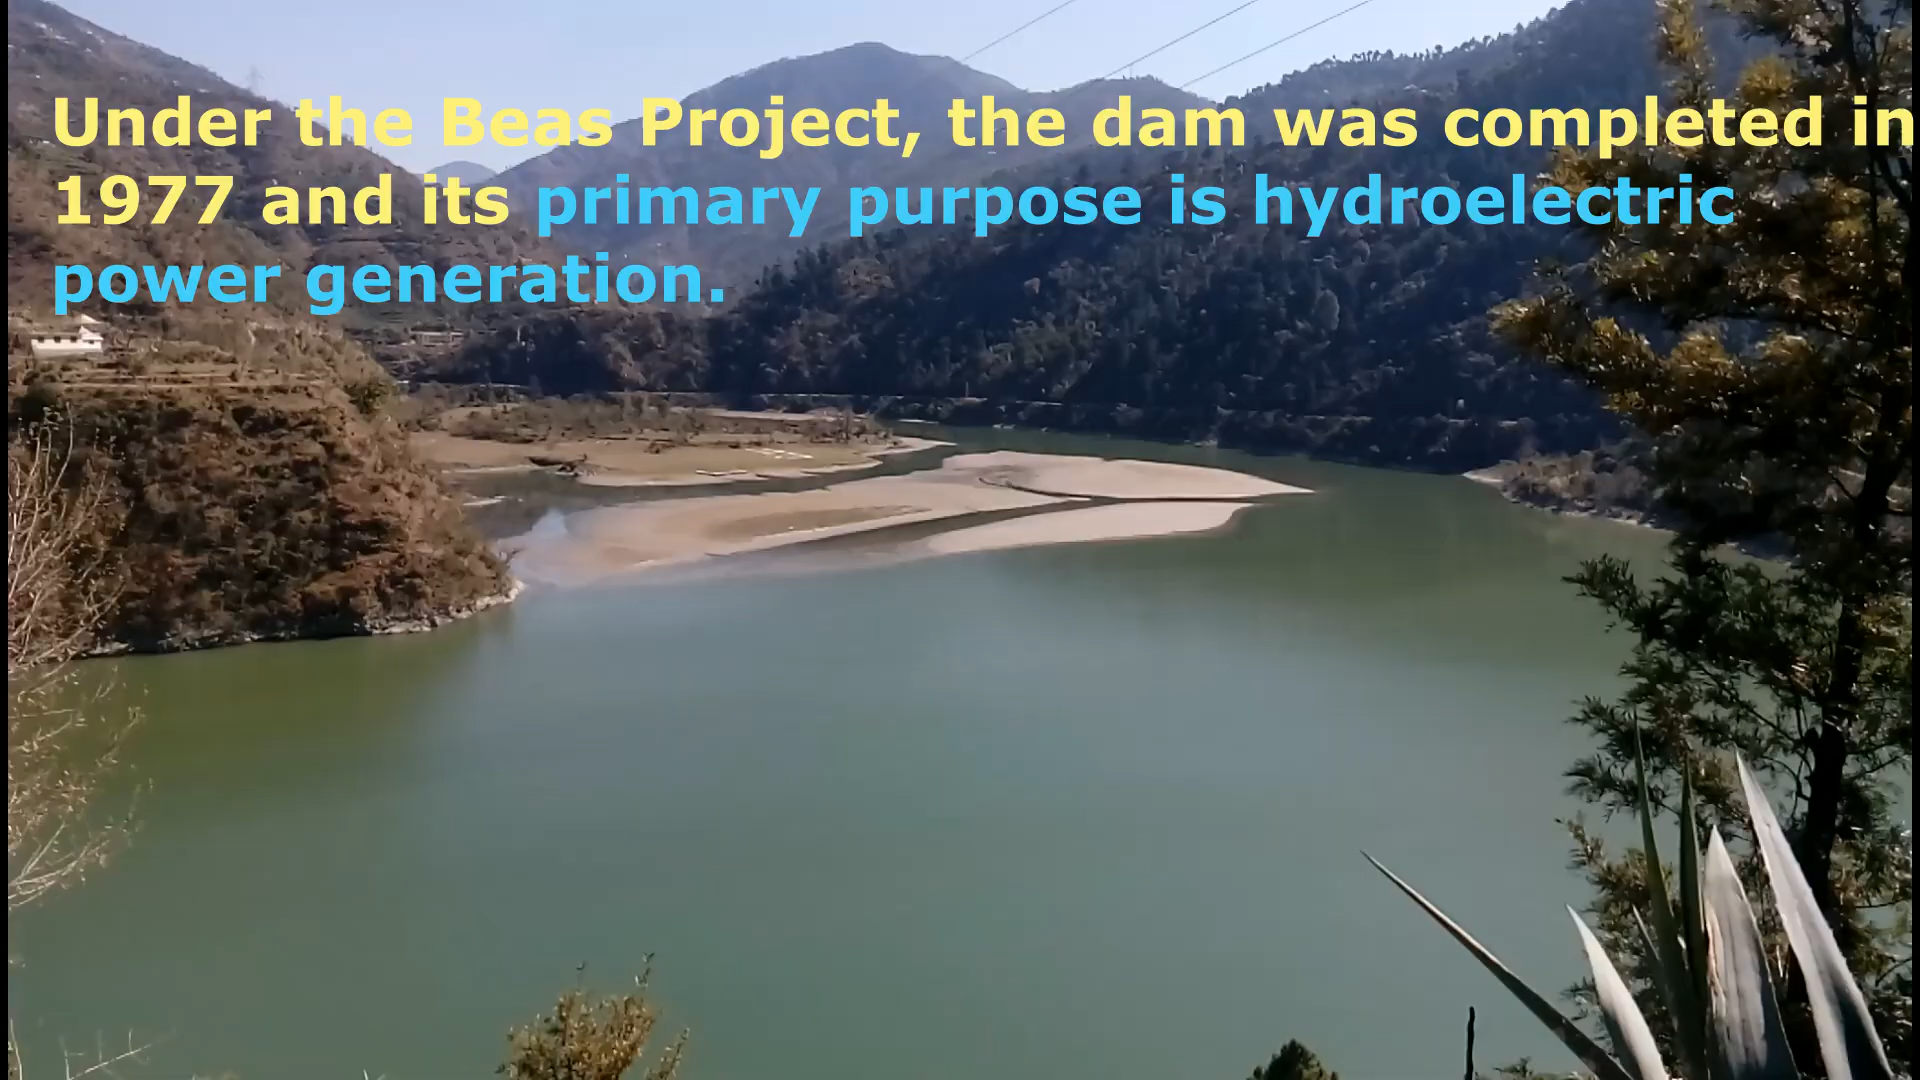 Under the Beas Project, the dam was completed in
1977 and its primary purpose is hydroelectric
power generation.